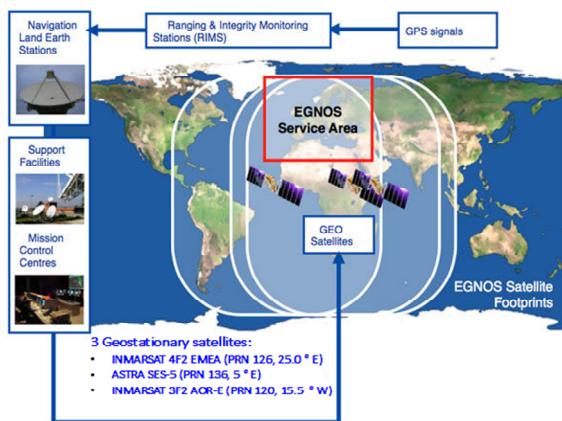 Navigation
Land Earth
Stations
Ranging & Integrity Monitoring
Stations (RIMS)
GPS signals
EGNOS
Service Area
Support
Facilities
Mission
Control
Centres
GEO
Satellites
EGNOS Satellite
Footprints
3 Geostationary satellites:
• INMARSAT 4F2 EMEA (PRN 126, 25.0 ° E)
• ASTRA SES-5 (PRN 136, 5 ° E)
• INMARSAT 3F2 AOR-E (PRN 120, 15.5 ° W)